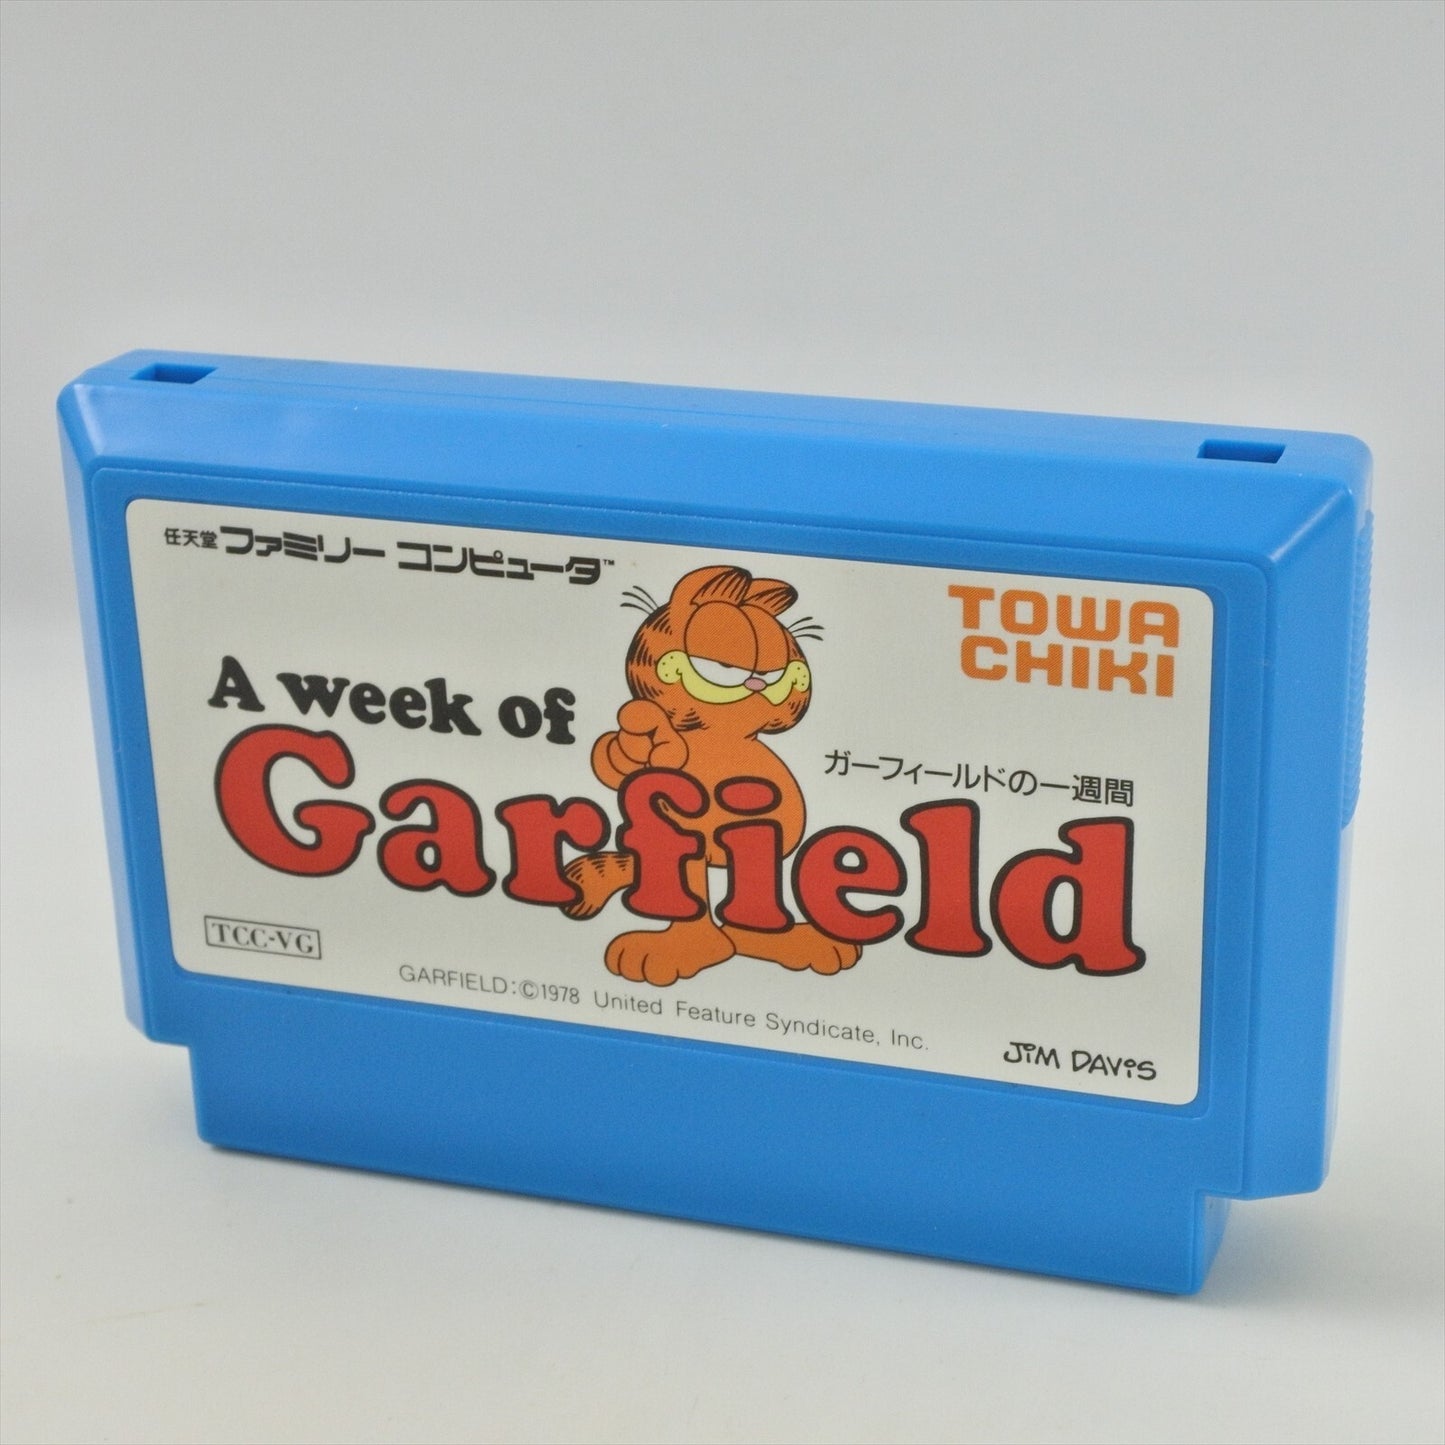 任天堂 ファミリー コンピュータ™
TOWA
CHIKI
A week of
ガーフィールドの一週間
Garfield
TCC-VG
GARFIELD:©1978 United Feature Syndicate, Inc.
JiM DAViS